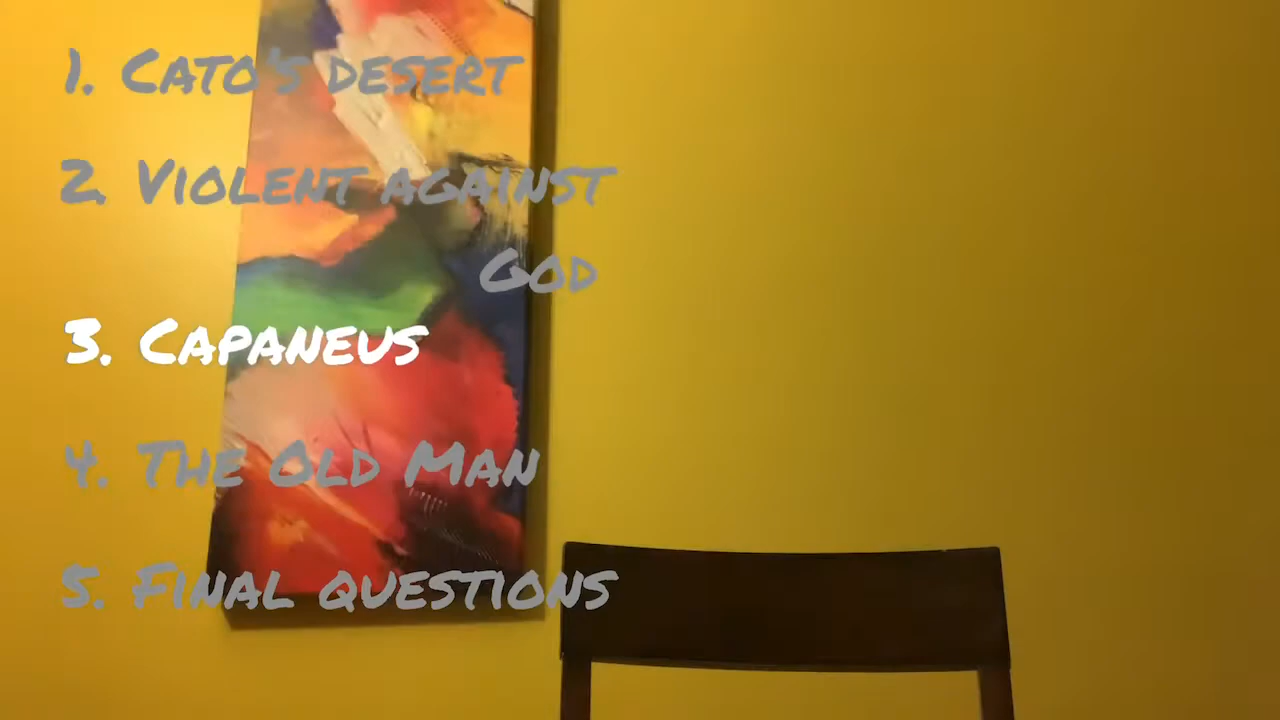 1. Cato's desert
2. Violent against
God
3. Capaneus
4. The Old Man
5. Final questions